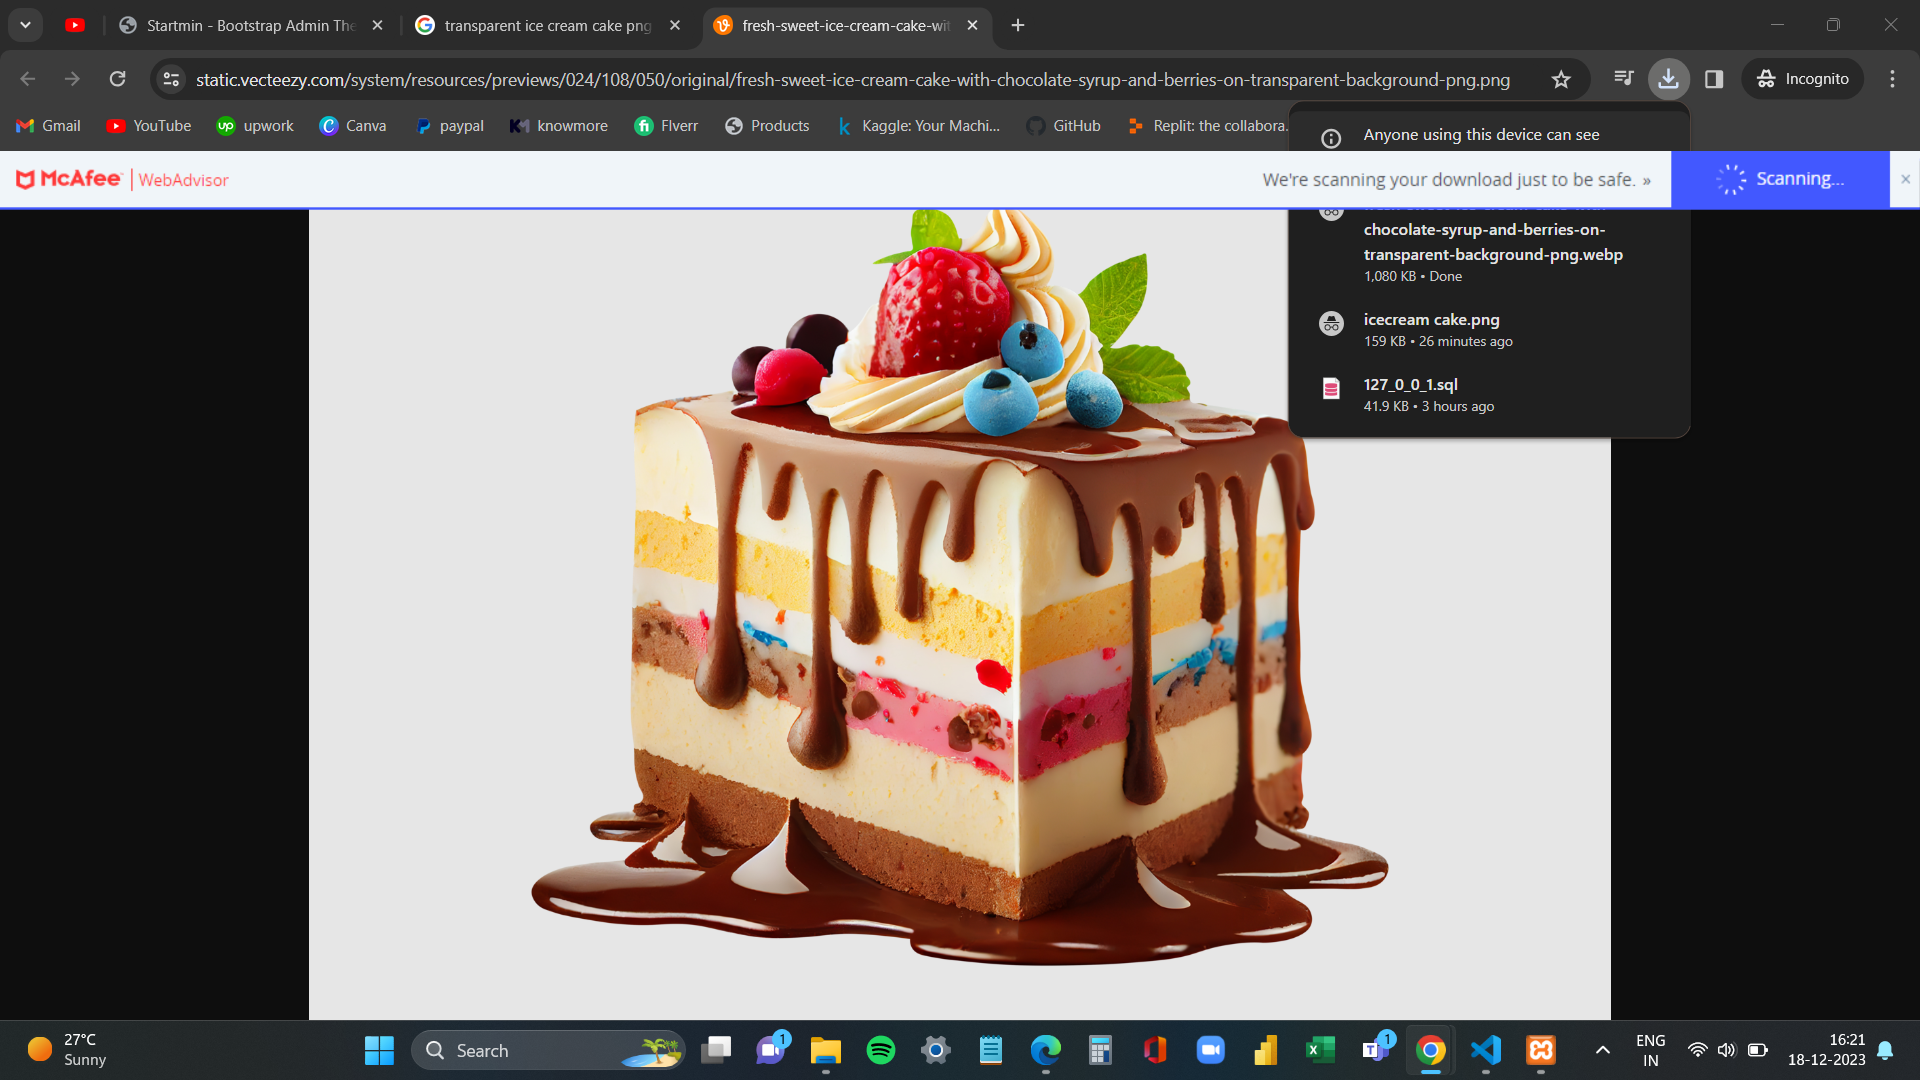 Startmin - Bootstrap Admin The
transparent ice cream cake png
fresh-sweet-ice-cream-cake-wit
static.vecteezy.com/system/resources/previews/024/108/050/original/fresh-sweet-ice-cream-cake-with-chocolate-syrup-and-berries-on-transparent-background-png.png
Incognito
Gmail
YouTube
upwork
Canva
paypal
knowmore
FIverr
Products
Kaggle: Your Machi...
GitHub
Replit: the collabora.
Anyone using this device can see
McAfee | WebAdvisor
We're scanning your download just to be safe. »
Scanning...
chocolate-syrup-and-berries-on-
transparent-background-png.webp
1,080 KB • Done
icecream cake.png
159 KB • 26 minutes ago
127_0_0_1.sql
41.9 KB • 3 hours ago
27°C
Sunny
Search
1
1
ENG
IN
16:21
18-12-2023